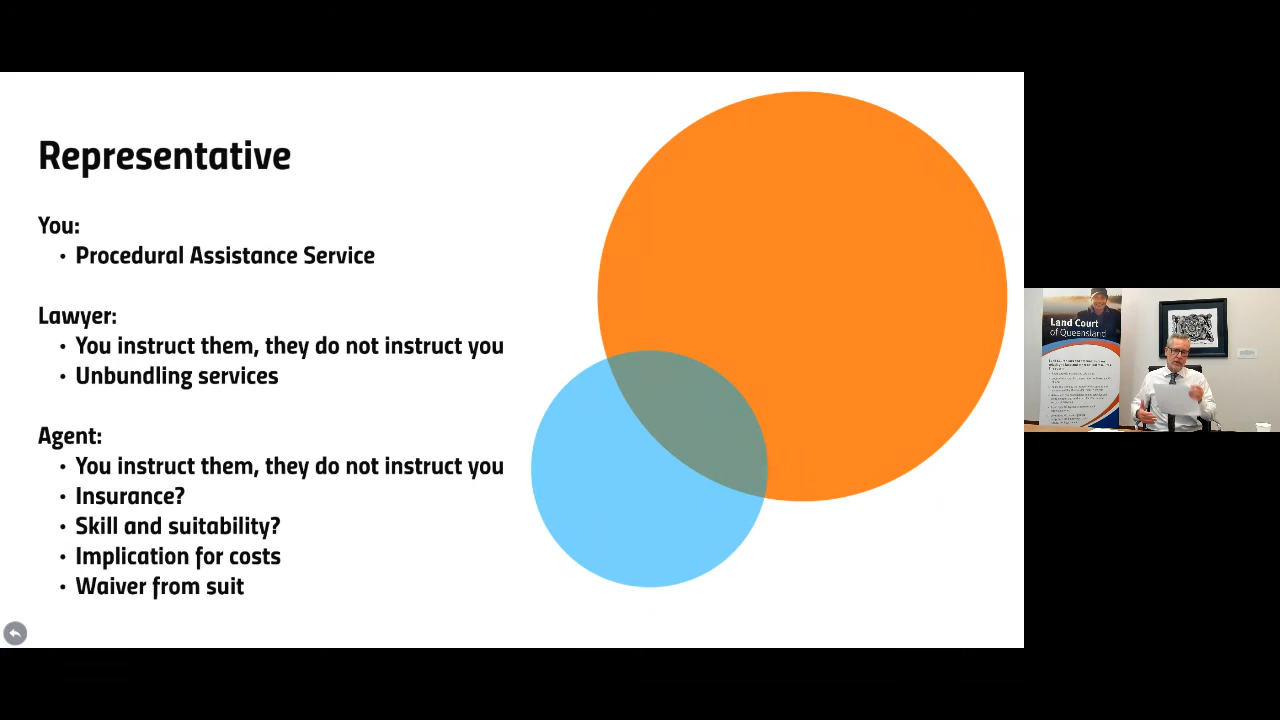 Representative
You:
• Procedural Assistance Service
Lawyer:
• You instruct them, they do not instruct you
• Unbundling services
Agent:
• You instruct them, they do not instruct you
• Insurance?
• Skill and suitability?
• Implication for costs
• Waiver from suit
Land Court
of Queensland